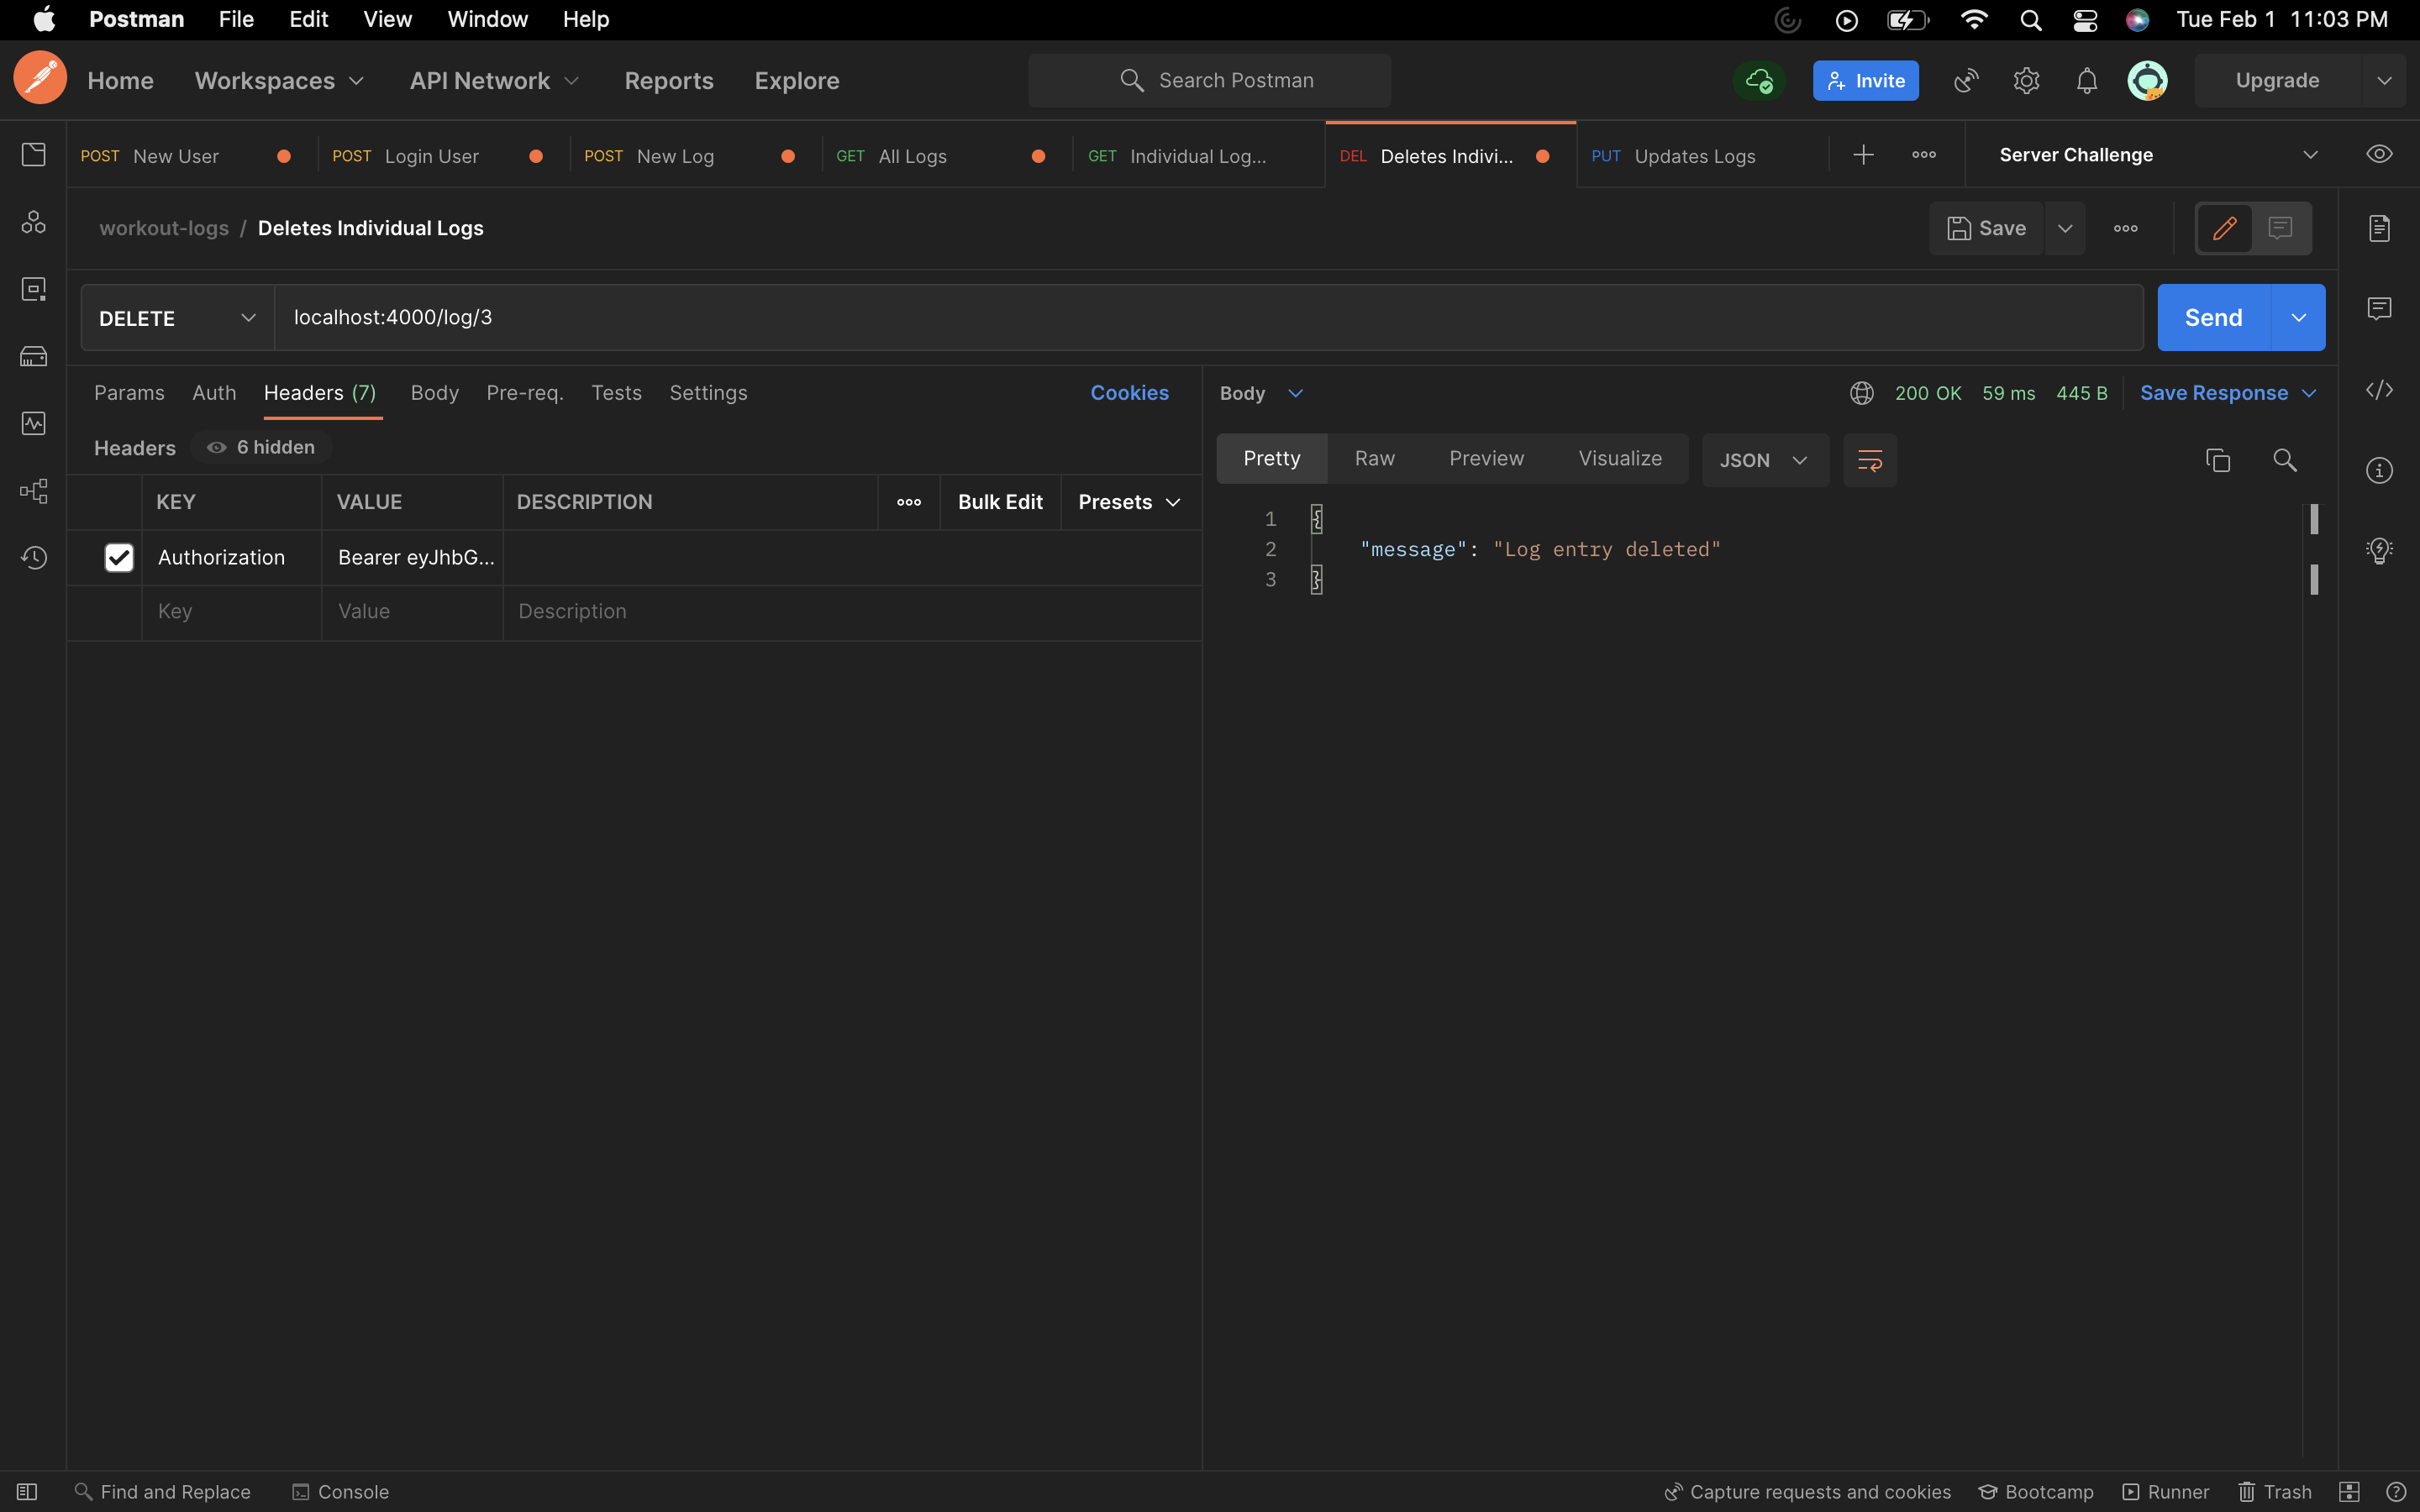 Postman File Edit View Window Help Tue Feb 1 11:03 PM
Home Workspaces API Network Reports Explore Search Postman Invite Upgrade
POST New User POST Login User POST New Log GET All Logs GET Individual Log... DEL Deletes Indivi... PUT Updates Logs Server Challenge
workout-logs / Deletes Individual Logs Save
DELETE localhost:4000/log/3 Send
Params Auth Headers (7) Body Pre-req. Tests Settings Cookies
Body 200 OK 59 ms 445 B Save Response
Headers 6 hidden
Pretty Raw Preview Visualize JSON
KEY VALUE DESCRIPTION Bulk Edit Presets
Authorization Bearer eyJhbG...
Key Value Description
1 {
2 "message": "Log entry deleted"
3 }
Find and Replace Console Capture requests and cookies Bootcamp Runner Trash